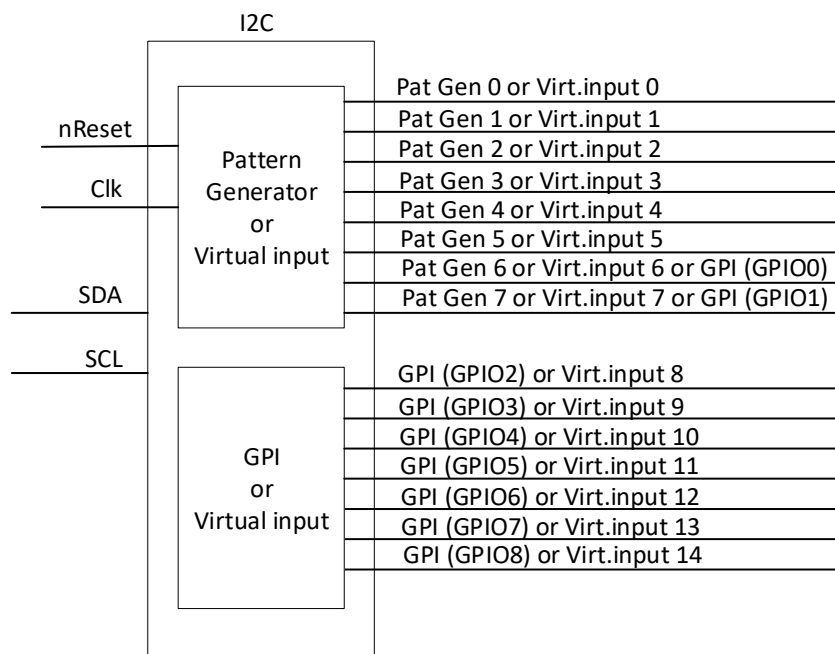 I2C
nReset
Clk
SDA
SCL
Pattern
Generator
or
Virtual input
Pat Gen 0 or Virt.input 0
Pat Gen 1 or Virt.input 1
Pat Gen 2 or Virt.input 2
Pat Gen 3 or Virt.input 3
Pat Gen 4 or Virt.input 4
Pat Gen 5 or Virt.input 5
Pat Gen 6 or Virt.input 6 or GPI (GPIO0)
Pat Gen 7 or Virt.input 7 or GPI (GPIO1)
GPI
or
Virtual input
GPI (GPIO2) or Virt.input 8
GPI (GPIO3) or Virt.input 9
GPI (GPIO4) or Virt.input 10
GPI (GPIO5) or Virt.input 11
GPI (GPIO6) or Virt.input 12
GPI (GPIO7) or Virt.input 13
GPI (GPIO8) or Virt.input 14